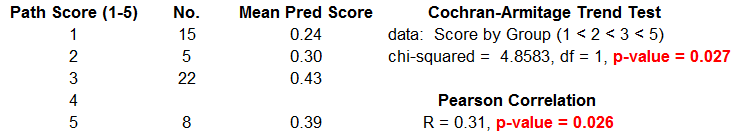 Path Score (1-5) No. Mean Pred Score Cochran-Armitage Trend Test
1 15 0.24 data: Score by Group (1 < 2 < 3 < 5)
2 5 0.30 chi-squared = 4.8583, df = 1, p-value = 0.027
3 22 0.43
4 Pearson Correlation
5 8 0.39 R = 0.31, p-value = 0.026